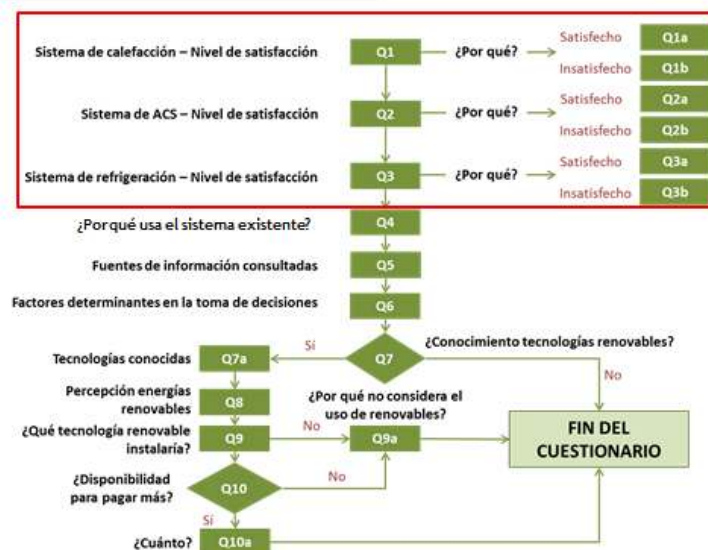 Sistema de calefacción – Nivel de satisfacción Q1 ¿Por qué? Satisfecho Q1a
Insatisfecho Q1b
Sistema de ACS – Nivel de satisfacción Q2 ¿Por qué? Satisfecho Q2a
Insatisfecho Q2b
Sistema de refrigeración – Nivel de satisfacción Q3 ¿Por qué? Satisfecho Q3a
Insatisfecho Q3b
¿Porqué usa el sistema existente? Q4
Fuentes de información consultadas Q5
Factores determinantes en la toma de decisiones Q6
¿Conocimiento tecnologías renovables?
Tecnologías conocidas Q7a Sí Q7
No
Percepción energías
renovables
Q8
¿Por qué no considera el
uso de renovables?
¿Qué tecnología renovable
instalaría?
Q9 No Q9a
FIN DEL
CUESTIONARIO
¿Disponibilidad
para pagar más?
Q10 No
Sí
¿Cuánto? Q10a